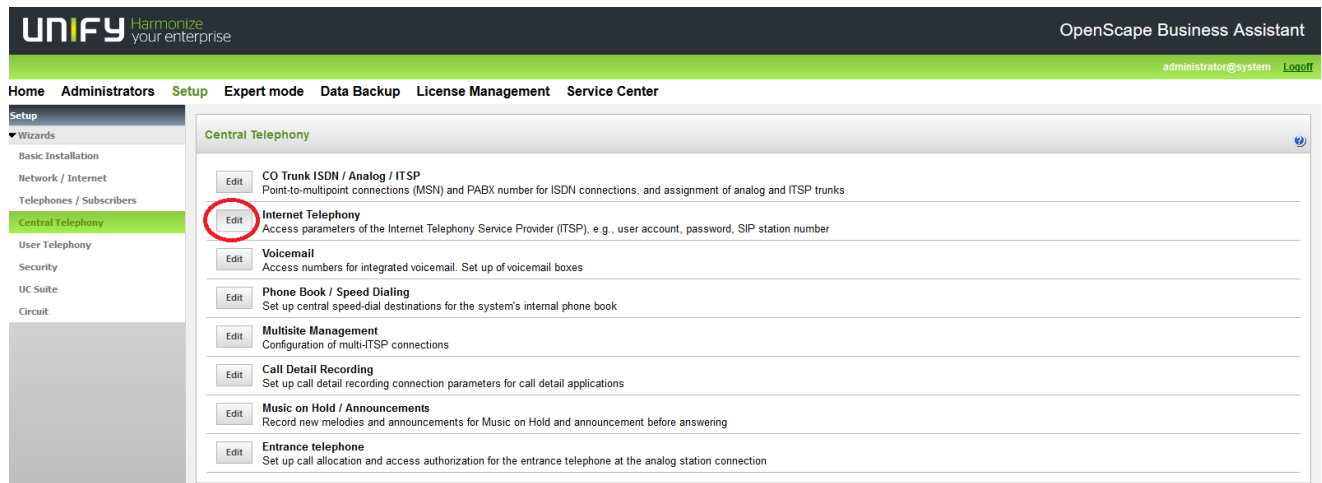 UNIFY Harmonize
your enterprise
OpenScape Business Assistant
administrator@system Logoff
Home Administrators Setup Expert mode Data Backup License Management Service Center
Setup
Wizards
Basic Installation
Network / Internet
Telephones / Subscribers
Central Telephony
User Telephony
Security
UC Suite
Circuit
Central Telephony
?
Edit CO Trunk ISDN / Analog / ITSP
Point-to-multipoint connections (MSN) and PABX number for ISDN connections, and assignment of analog and ITSP trunks
Edit Internet Telephony
Access parameters of the Internet Telephony Service Provider (ITSP), e.g., user account, password, SIP station number
Edit Voicemail
Access numbers for integrated voicemail. Set up of voicemail boxes
Edit Phone Book / Speed Dialing
Set up central speed-dial destinations for the system's internal phone book
Edit Multisite Management
Configuration of multi-ITSP connections
Edit Call Detail Recording
Set up call detail recording connection parameters for call detail applications
Edit Music on Hold / Announcements
Record new melodies and announcements for Music on Hold and announcement before answering
Edit Entrance telephone
Set up call allocation and access authorization for the entrance telephone at the analog station connection